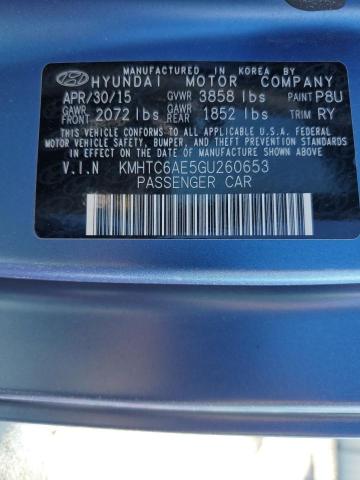 MANUFACTURED IN KOREA BY
HYUNDAI MOTOR COMPANY
APR/30/15 GVWR 3858 lbs PAINT P8U
GAWR FRONT 2072 lbs GAWR REAR 1852 lbs TRIM RY
THIS VEHICLE CONFORMS TO ALL APPLICABLE U.S.A. FEDERAL MOTOR
VEHICLE SAFETY, BUMPER, AND THEFT PREVENTION STANDARDS
IN EFFECT ON THE DATE OF MANUFACTURE SHOWN ABOVE.
V.I.N KMHTC6AE5GU260653
PASSENGER CAR